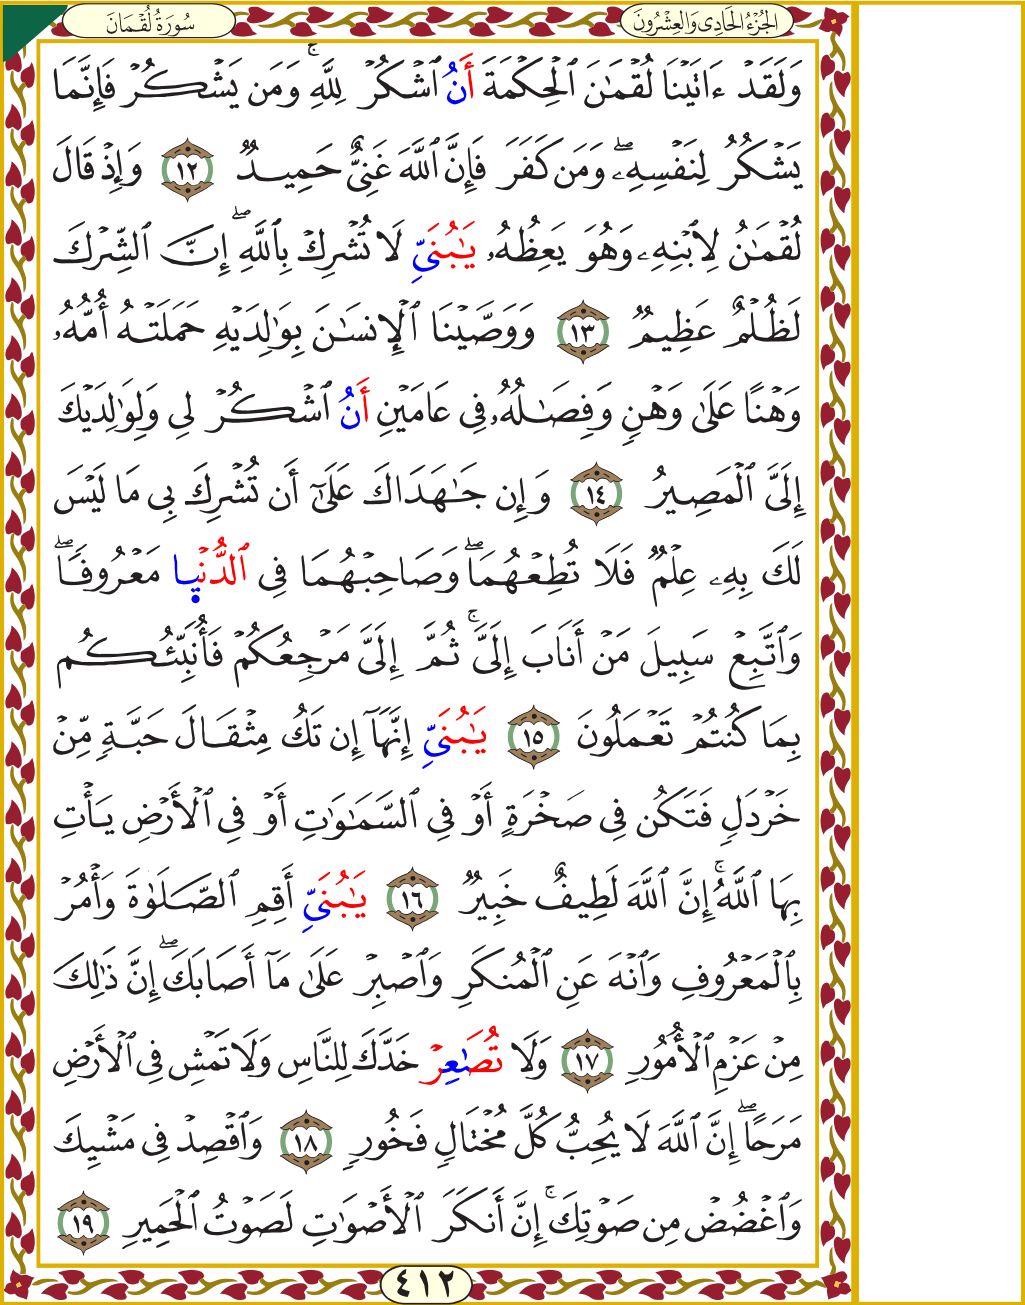 الجُزْءُ الحَادِى وَالعِشْرُونَ
سُورَةُ لُقْمَانَ
وَلَقَدْ ءَاتَيْنَا لُقْمَٰنَ ٱلْحِكْمَةَ أَنُ ٱشْكُرْ لِلَّهِ ۚ وَمَن يَشْكُرْ فَإِنَّمَا
يَشْكُرُ لِنَفْسِهِۦ ۖ وَمَن كَفَرَ فَإِنَّ ٱللَّهَ غَنِىٌّ حَمِيدٌ ١٢ وَإِذْ قَالَ
لُقْمَٰنُ لِٱبْنِهِۦ وَهُوَ يَعِظُهُۥ يَٰبُنَىِّ لَا تُشْرِكْ بِٱللَّهِ ۖ إِنَّ ٱلشِّرْكَ
لَظُلْمٌ عَظِيمٌ ١٣ وَوَصَّيْنَا ٱلْإِنسَٰنَ بِوَٰلِدَيْهِ حَمَلَتْهُ أُمُّهُۥ
وَهْنًا عَلَىٰ وَهْنٍ وَفِصَٰلُهُۥ فِى عَامَيْنِ أَنُ ٱشْكُرْ لِى وَلِوَٰلِدَيْكَ
إِلَىَّ ٱلْمَصِيرُ ١٤ وَإِن جَٰهَدَاكَ عَلَىٰٓ أَن تُشْرِكَ بِى مَا لَيْسَ
لَكَ بِهِۦ عِلْمٌ فَلَا تُطِعْهُمَا ۖ وَصَاحِبْهُمَا فِى ٱلدُّنْيا مَعْرُوفًا ۖ
وَٱتَّبِعْ سَبِيلَ مَنْ أَنَابَ إِلَىَّ ۚ ثُمَّ إِلَىَّ مَرْجِعُكُمْ فَأُنَبِّئُكُم
بِمَا كُنتُمْ تَعْمَلُونَ ١٥ يَٰبُنَىِّ إِنَّهَآ إِن تَكُ مِثْقَالَ حَبَّةٍ مِّنْ
خَرْدَلٍ فَتَكُن فِى صَخْرَةٍ أَوْ فِى ٱلسَّمَٰوَٰتِ أَوْ فِى ٱلْأَرْضِ يَأْتِ
بِهَا ٱللَّهُ ۚ إِنَّ ٱللَّهَ لَطِيفٌ خَبِيرٌ ١٦ يَٰبُنَىِّ أَقِمِ ٱلصَّلَوٰةَ وَأْمُرْ
بِٱلْمَعْرُوفِ وَٱنْهَ عَنِ ٱلْمُنكَرِ وَٱصْبِرْ عَلَىٰ مَآ أَصَابَكَ ۖ إِنَّ ذَٰلِكَ
مِنْ عَزْمِ ٱلْأُمُورِ ١٧ وَلَا تُصَٰعِرْ خَدَّكَ لِلنَّاسِ وَلَا تَمْشِ فِى ٱلْأَرْضِ
مَرَحًا ۖ إِنَّ ٱللَّهَ لَا يُحِبُّ كُلَّ مُخْتَالٍ فَخُورٍ ١٨ وَٱقْصِدْ فِى مَشْيِكَ
وَٱغْضُضْ مِن صَوْتِكَ ۚ إِنَّ أَنكَرَ ٱلْأَصْوَٰتِ لَصَوْتُ ٱلْحَمِيرِ ١٩
٤١٢